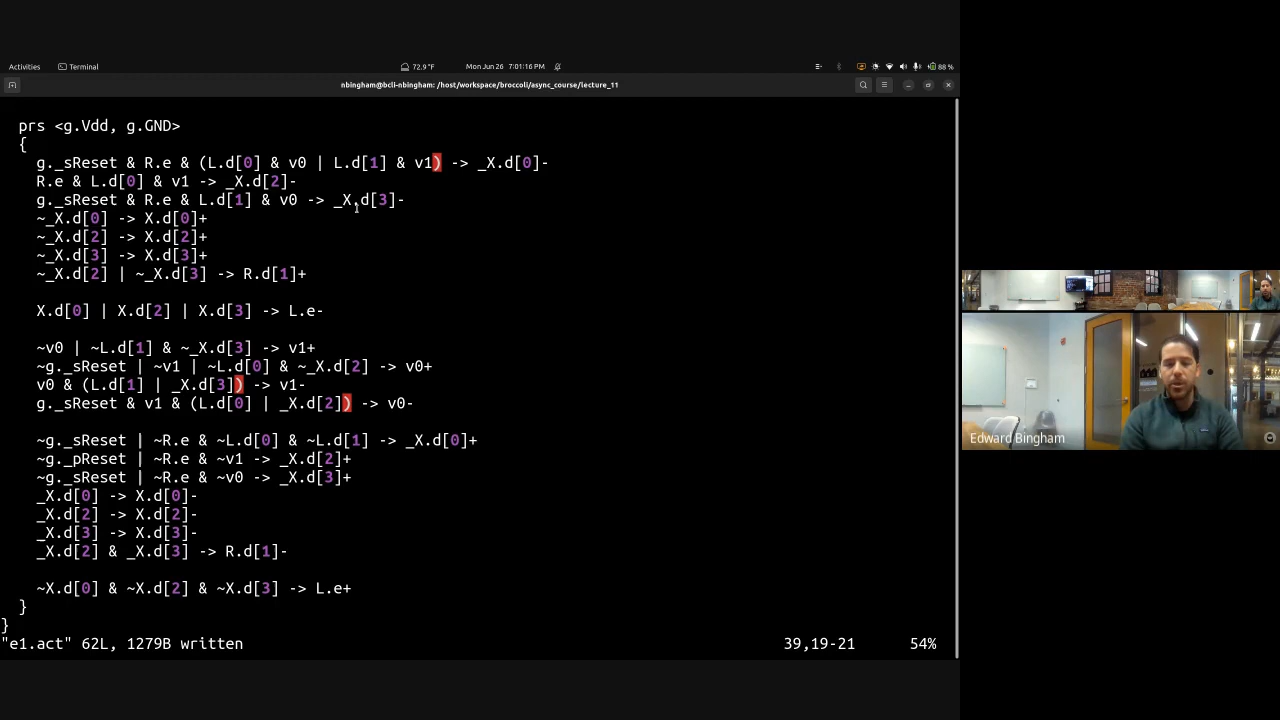 Activities Terminal 72.9 °F Mon Jun 26 7:01:16 PM 88 %
nbingham@bcli-nbingham: /host/workspace/broccoli/async_course/lecture_11
prs <g.Vdd, g.GND>
{
g._sReset & R.e & (L.d[0] & v0 | L.d[1] & v1) -> _X.d[0]-
R.e & L.d[0] & v1 -> _X.d[2]-
g._sReset & R.e & L.d[1] & v0 -> _X.d[3]-
~_X.d[0] -> X.d[0]+
~_X.d[2] -> X.d[2]+
~_X.d[3] -> X.d[3]+
~_X.d[2] | ~_X.d[3] -> R.d[1]+
X.d[0] | X.d[2] | X.d[3] -> L.e-
~v0 | ~L.d[1] & ~_X.d[3] -> v1+
~g._sReset | ~v1 | ~L.d[0] & ~_X.d[2] -> v0+
v0 & (L.d[1] | _X.d[3]) -> v1-
g._sReset & v1 & (L.d[0] | _X.d[2]) -> v0-
~g._sReset | ~R.e & ~L.d[0] & ~L.d[1] -> _X.d[0]+
~g._pReset | ~R.e & ~v1 -> _X.d[2]+
~g._sReset | ~R.e & ~v0 -> _X.d[3]+
_X.d[0] -> X.d[0]-
_X.d[2] -> X.d[2]-
_X.d[3] -> X.d[3]-
_X.d[2] & _X.d[3] -> R.d[1]-
~X.d[0] & ~X.d[2] & ~X.d[3] -> L.e+
}
}
"e1.act" 62L, 1279B written 39,19-21 54%
Edward Bingham